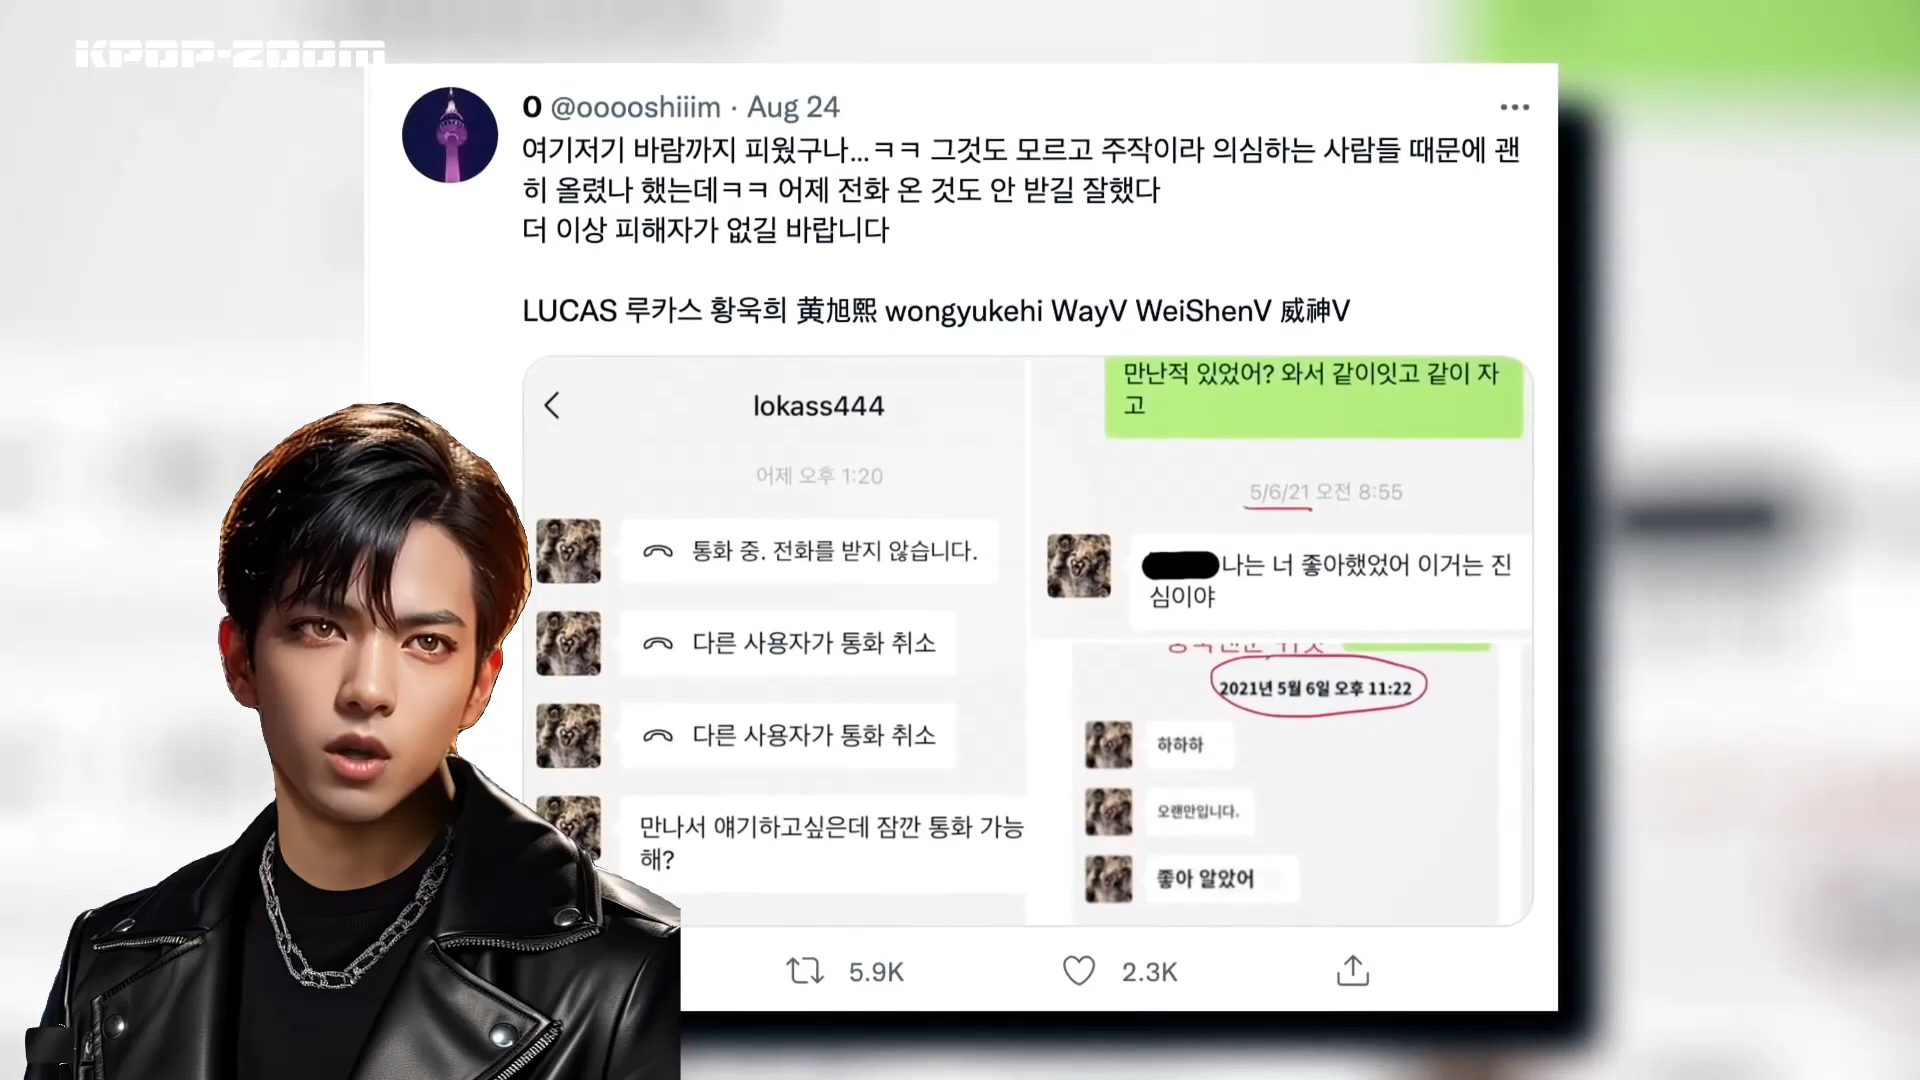 KPOP-ZOOM
O @ooooshiiim · Aug 24
여기저기 바람까지 피웠구나...ㅋㅋ 그것도 모르고 주작이라 의심하는 사람들 때문에 괜
히 올렸나 했는데ㅋㅋ 어제 전화 온 것도 안 받길 잘했다
더 이상 피해자가 없길 바랍니다
LUCAS 루카스 황욱희 黄旭熙 wongyukehi WayV WeiShenV 威神V
lokass444
어제 오후 1:20
통화 중. 전화를 받지 않습니다.
다른 사용자가 통화 취소
다른 사용자가 통화 취소
만나서 얘기하고싶은데 잠깐 통화 가능
해?
만난적 있었어? 와서 같이잇고 같이 자
고
5/6/21 오전 8:55
나는 너 좋아했었어 이거는 진
심이야
2021년 5월 6일 오후 11:22
하하하
오랜만입니다.
좋아 알았어
5.9K
2.3K